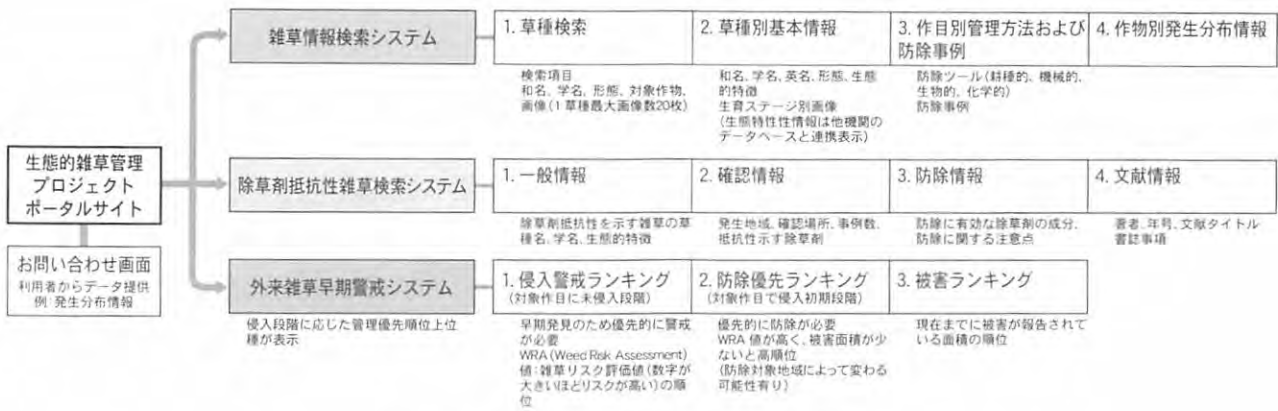 生態的雑草管理
プロジェクト
ポータルサイト
お問い合わせ画面
利用者からデータ提供
例:発生分布情報
雑草情報検索システム
1. 草種検索
検索項目
和名、学名、形態、対象作物、
画像(1草種最大画像数20枚)
2. 草種別基本情報
和名、学名、英名、形態、生態
的特徴
生育ステージ別画像
(生態特性性情報は他機関の
データベースと連携表示)
3. 作目別管理方法および
防除事例
防除ツール(耕種的、機械的、
生物的、化学的)
防除事例
4. 作物別発生分布情報
除草剤抵抗性雑草検索システム
1. 一般情報
除草剤抵抗性を示す雑草の草
種名、学名、生態的特徴
2. 確認情報
発生地域、確認場所、事例数、
抵抗性示す除草剤
3. 防除情報
防除に有効な除草剤の成分、
防除に関する注意点
4. 文献情報
著者、年号、文献タイトル
書誌事項
外来雑草早期警戒システム
侵入段階に応じた管理優先順位上位
種が表示
1. 侵入警戒ランキング
(対象作目に未侵入段階)
早期発見のため優先的に警戒
が必要
WRA(Weed Risk Assessment)
値:雑草リスク評価値(数字が
大きいほどリスクが高い)の順
位
2. 防除優先ランキング
(対象作目で侵入初期段階)
優先的に防除が必要
WRA 値が高く、被害面積が少
ないと高順位
(防除対象地域によって変わる
可能性有り)
3. 被害ランキング
現在までに被害が報告されて
いる面積の順位